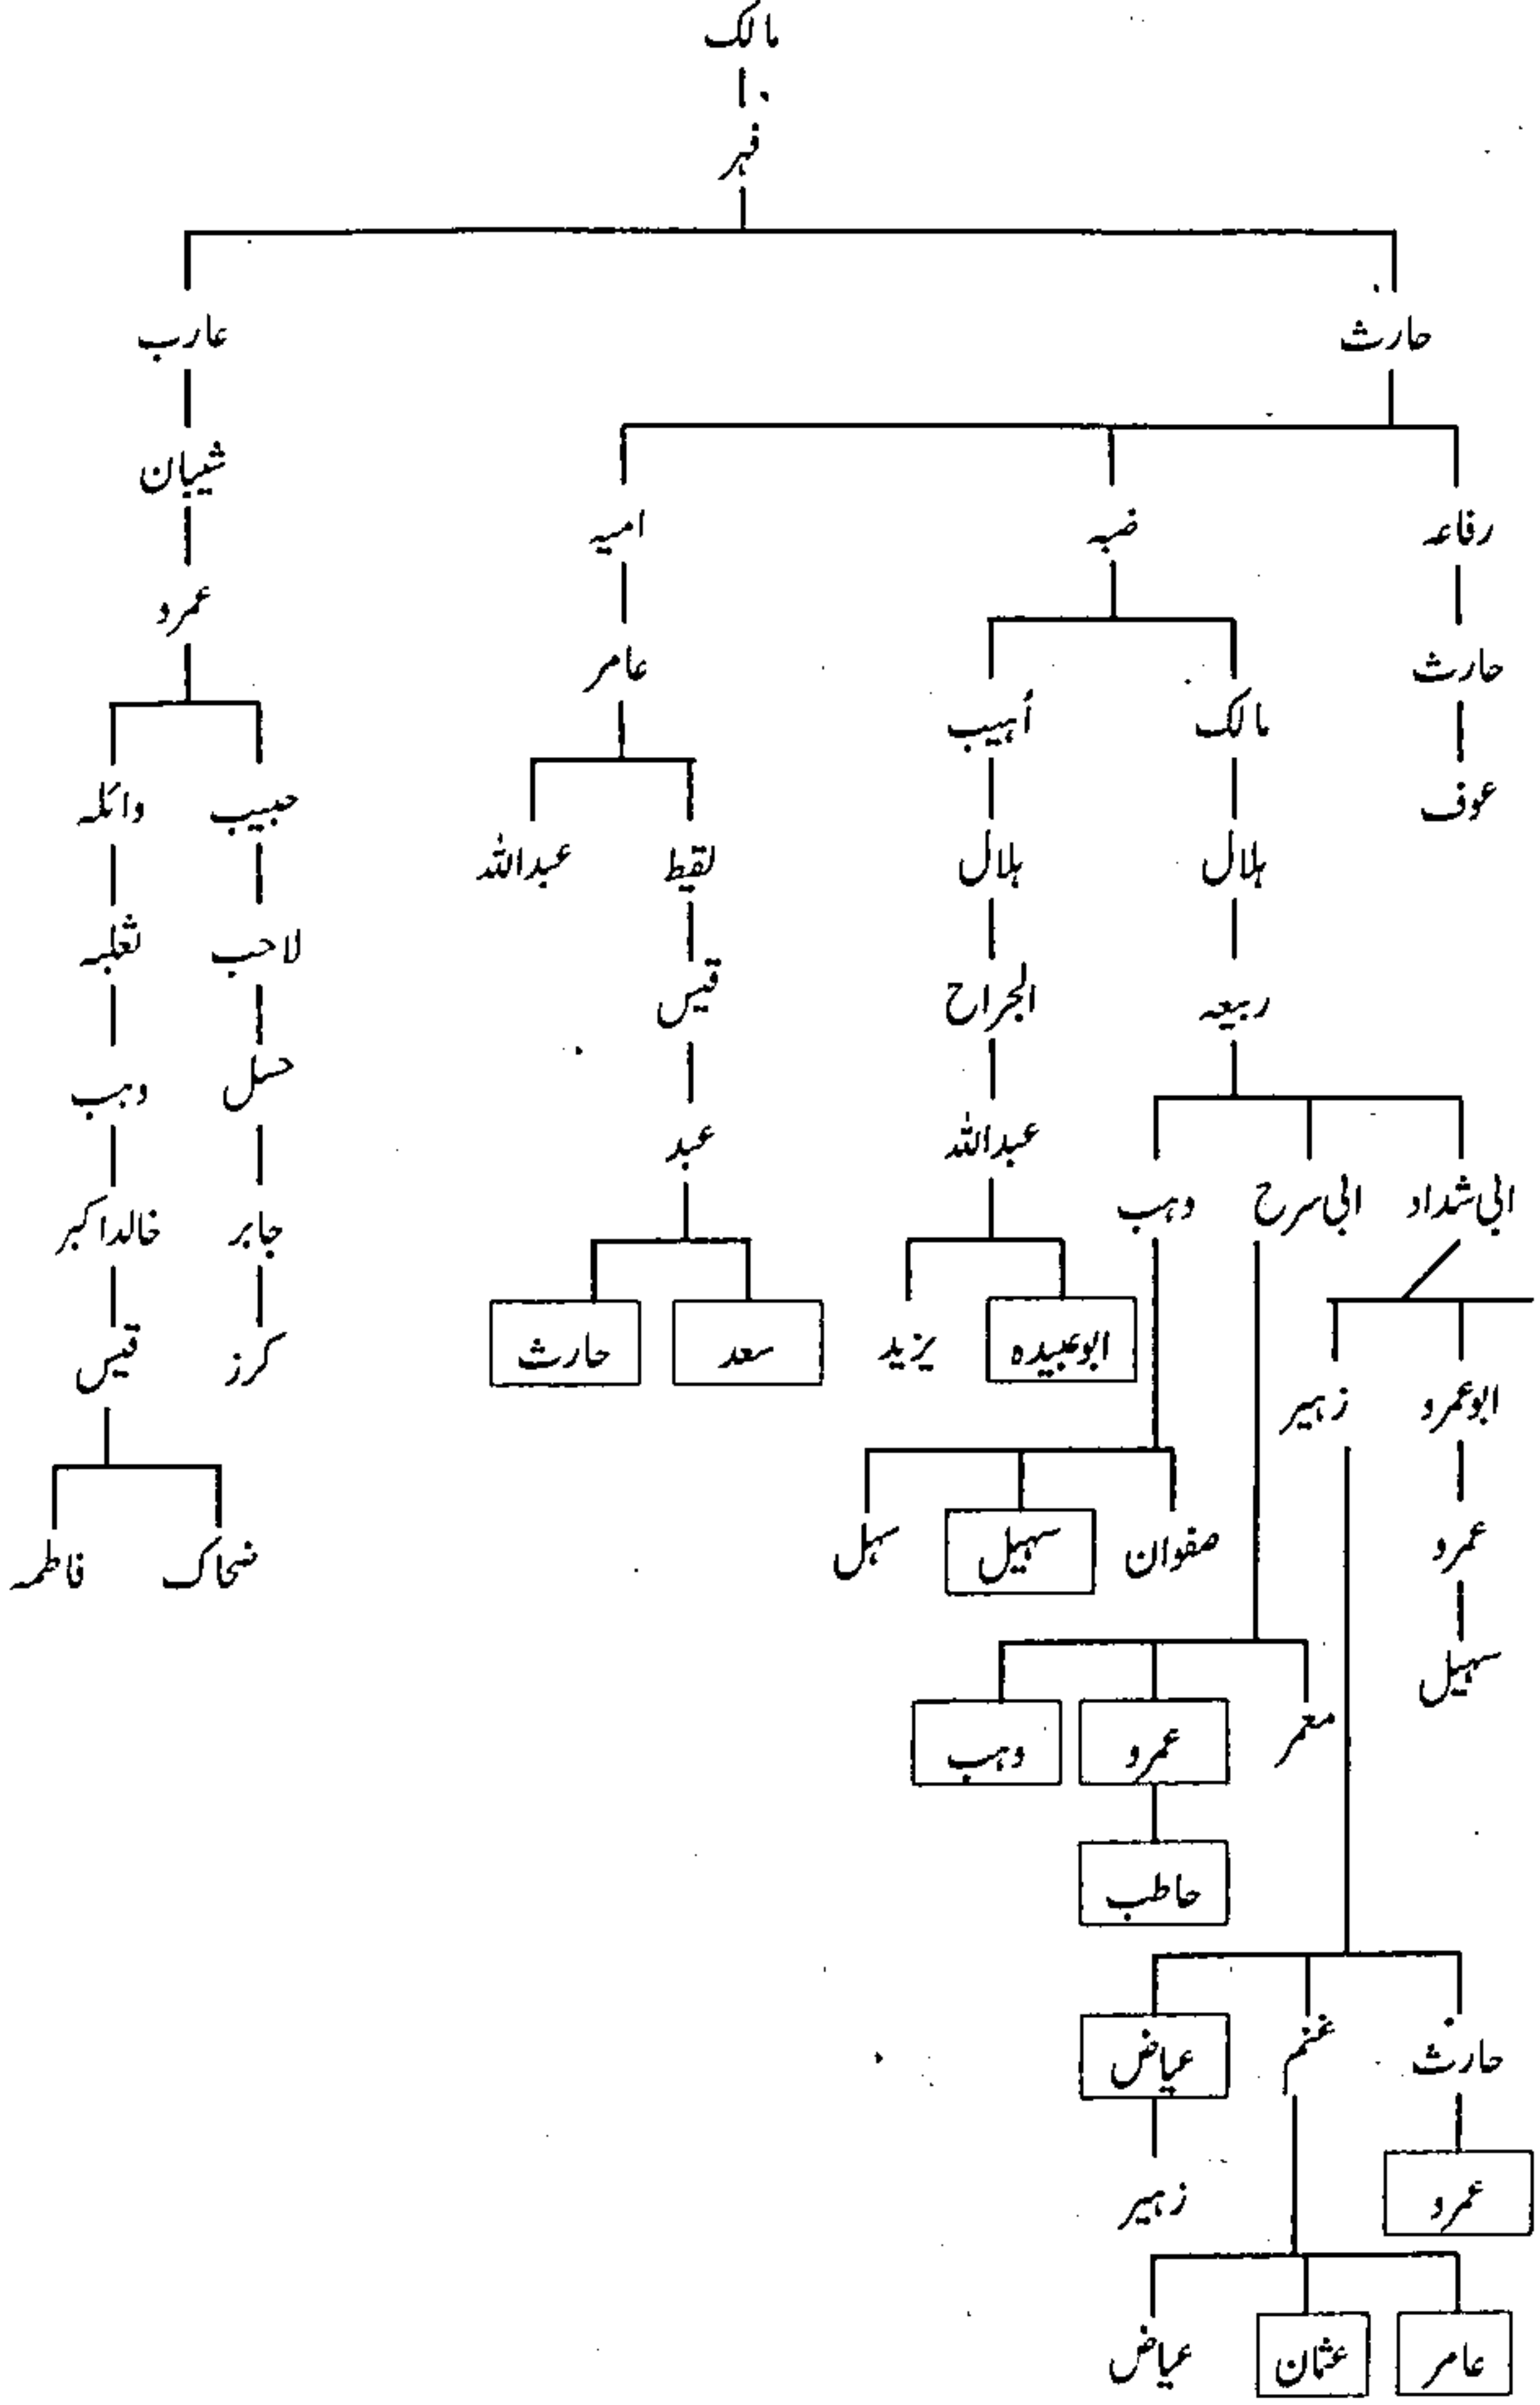 مالک
فہر
حارث
عارب
رفاعہ
ضبہ
امیہ
شیبان
حارث
عامر
عمرو
عوف
مالک
اُہیب
لقیط
عبداللہ
حبیب
وائلہ
ہلال
ہلال
قیس
لاحب
ثعلبہ
ربیعہ
الجراح
عبد
حسل
وہب
ابی شداد
ابی سرح
وہب
عبداللہ
جابر
خالد اکبر
ابوعمرو
زہیر
ابوعبیدہ
یزید
سعد
حارث
کرز
قیس
عمرو
صفوان
سہیل
سہل
ضحاک
فاطمہ
سہیل
معمر
عمرو
وہب
حاطب
حارث
غنم
عیاض
عمرو
زہیر
عامر
عثمان
عیاض